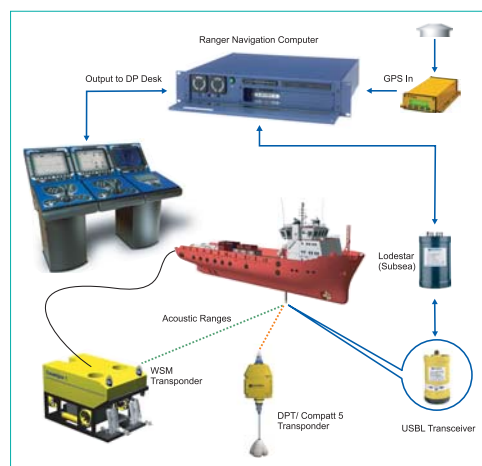 Ranger Navigation Computer
Output to DP Desk
GPS In
Lodestar
(Subsea)
Acoustic Ranges
WSM
Transponder
DPT/ Compatt 5
Transponder
USBL Transceiver